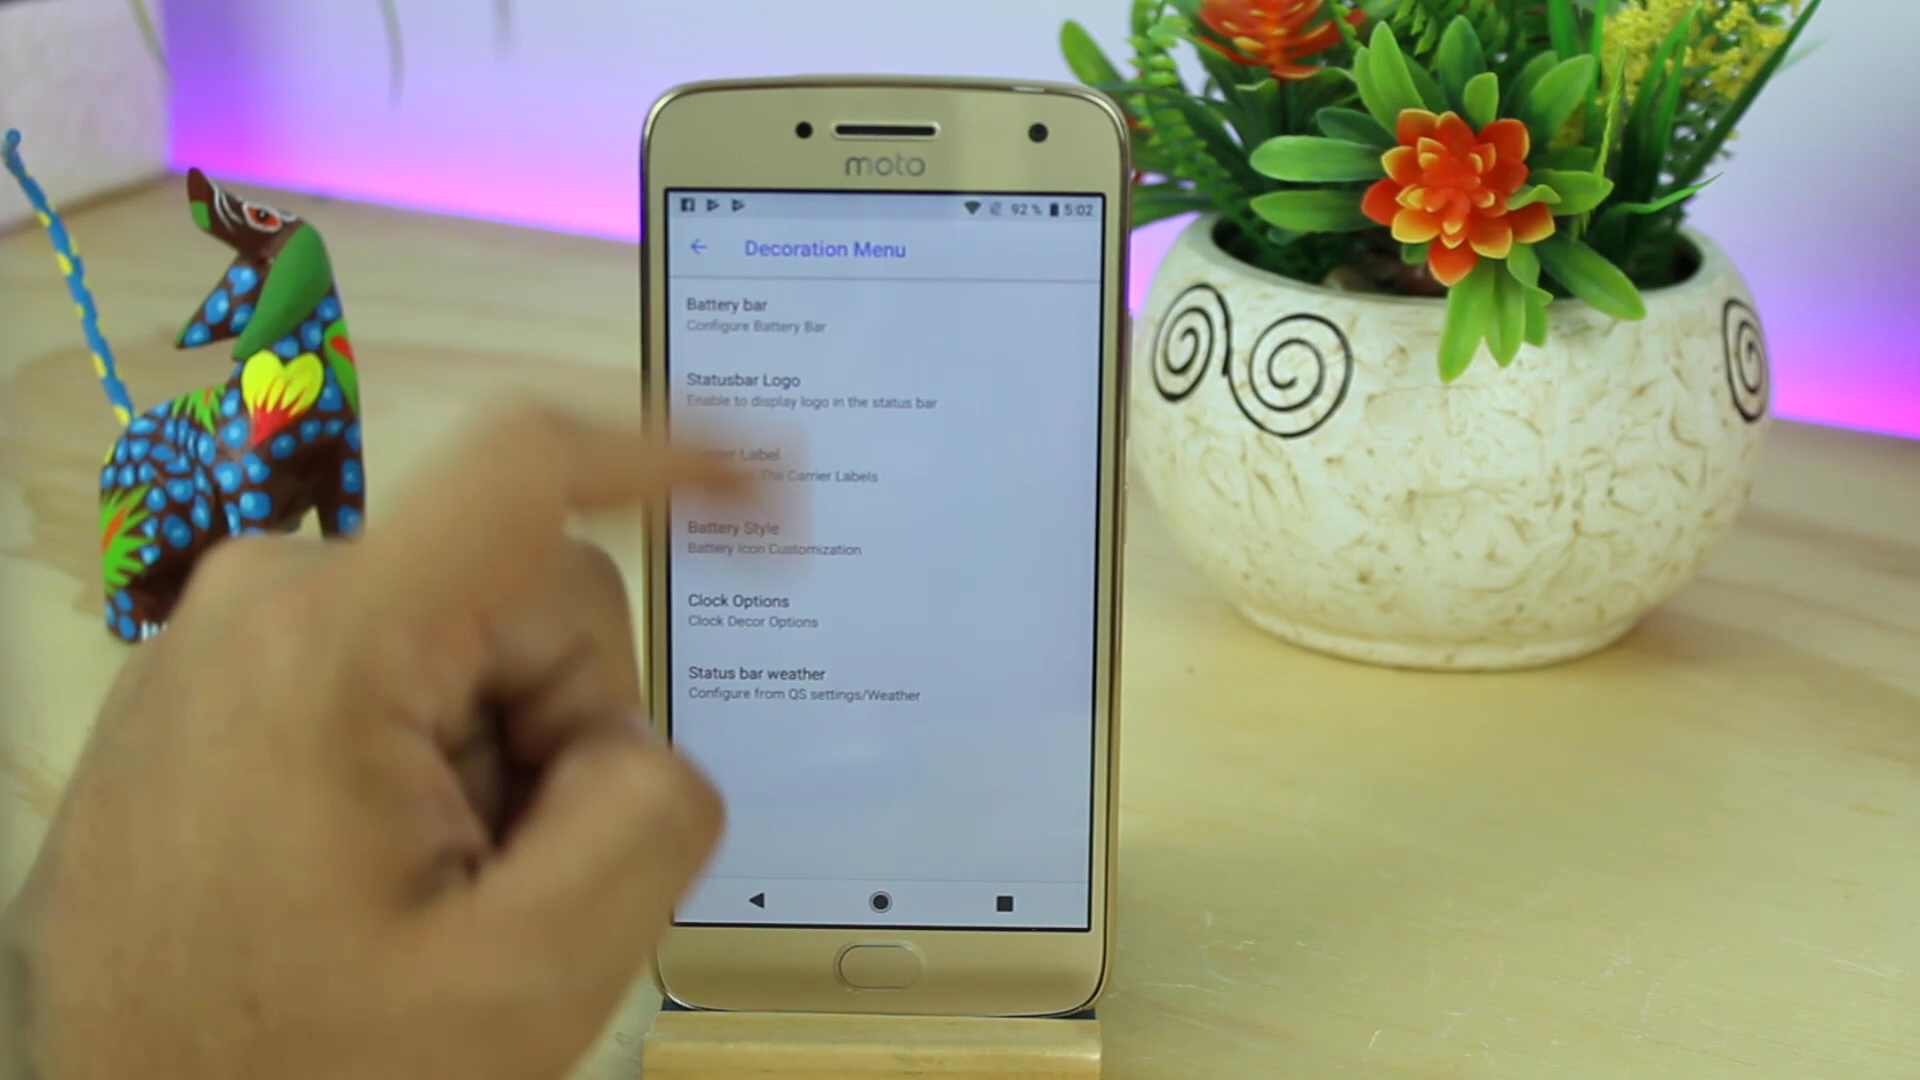 moto
92 % 5:02
Decoration Menu
Battery bar
Configure Battery Bar
Statusbar Logo
Enable to display logo in the status bar
Label
The Carrier Labels
Battery Style
Battery Icon Customization
Clock Options
Clock Decor Options
Status bar weather
Configure from QS settings/Weather